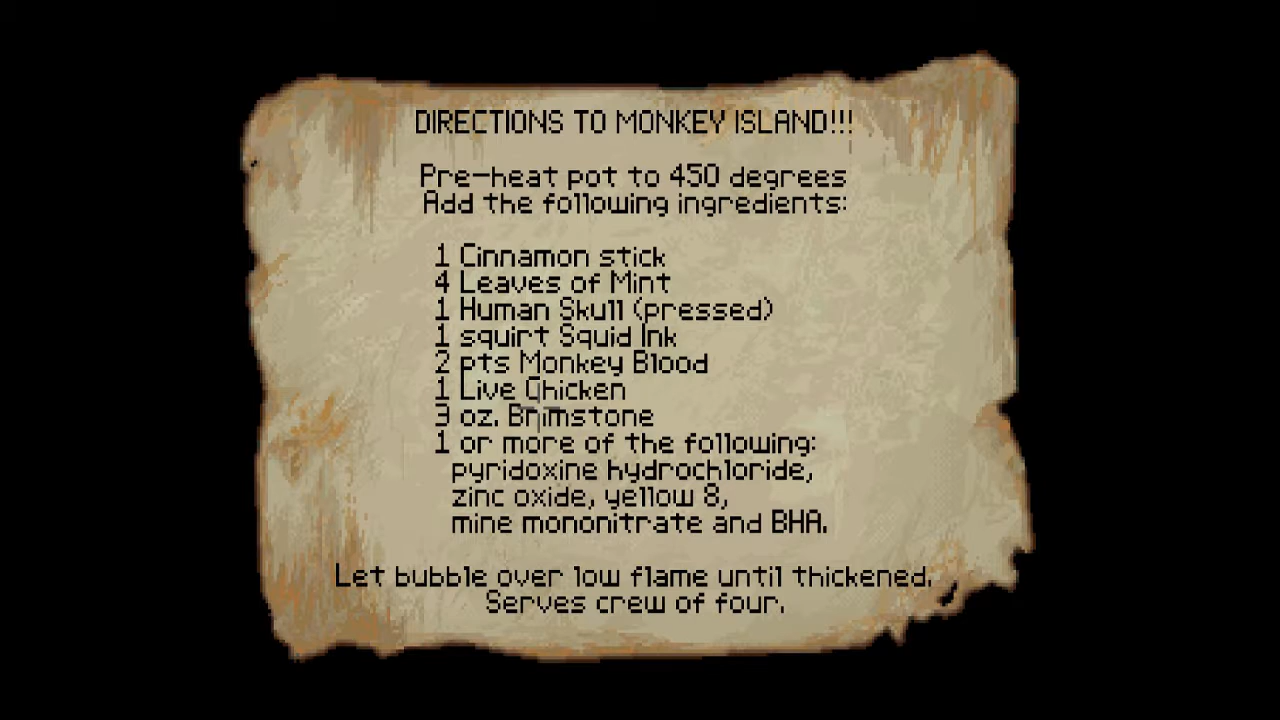 DIRECTIONS TO MONKEY ISLAND!!!
Pre-heat pot to 450 degrees
Add the following ingredients:
1 Cinnamon stick
4 Leaves of Mint
1 Human Skull (pressed)
1 squirt Squid Ink
2 pts Monkey Blood
1 Live Chicken
3 oz. Brimstone
1 or more of the following:
pyridoxine hydrochloride,
zinc oxide, yellow 8,
mine mononitrate and BHA.
Let bubble over low flame until thickened.
Serves crew of four.